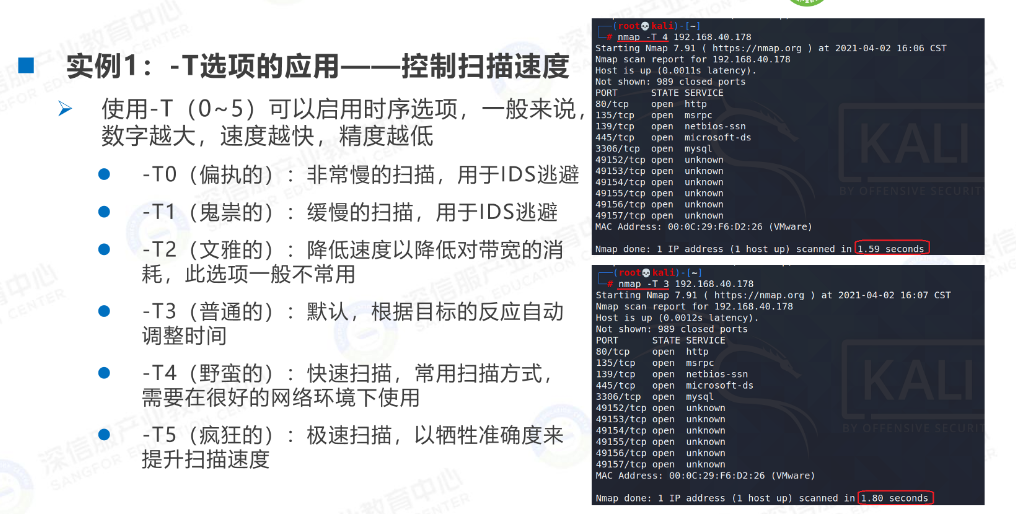 实例1：-T选项的应用——控制扫描速度
使用-T（0~5）可以启用时序选项，一般来说，
数字越大，速度越快，精度越低
-T0（偏执的）：非常慢的扫描，用于IDS逃避
-T1（鬼祟的）：缓慢的扫描，用于IDS逃避
-T2（文雅的）：降低速度以降低对带宽的消
耗，此选项一般不常用
-T3（普通的）：默认，根据目标的反应自动
调整时间
-T4（野蛮的）：快速扫描，常用扫描方式，
需要在很好的网络环境下使用
-T5（疯狂的）：极速扫描，以牺牲准确度来
提升扫描速度
(root💀kali)-[~]
# nmap -T 4 192.168.40.178
Starting Nmap 7.91 ( https://nmap.org ) at 2021-04-02 16:06 CST
Nmap scan report for 192.168.40.178
Host is up (0.0011s latency).
Not shown: 989 closed ports
PORT STATE SERVICE
80/tcp open http
135/tcp open msrpc
139/tcp open netbios-ssn
445/tcp open microsoft-ds
3306/tcp open mysql
49152/tcp open unknown
49153/tcp open unknown
49154/tcp open unknown
49155/tcp open unknown
49156/tcp open unknown
49157/tcp open unknown
MAC Address: 00:0C:29:F6:D2:26 (VMware)
Nmap done: 1 IP address (1 host up) scanned in 1.59 seconds
KALI
BY OFFENSIVE SECURIT
(root💀kali)-[~]
# nmap -T 3 192.168.40.178
Starting Nmap 7.91 ( https://nmap.org ) at 2021-04-02 16:07 CST
Nmap scan report for 192.168.40.178
Host is up (0.0012s latency).
Not shown: 989 closed ports
PORT STATE SERVICE
80/tcp open http
135/tcp open msrpc
139/tcp open netbios-ssn
445/tcp open microsoft-ds
3306/tcp open mysql
49152/tcp open unknown
49153/tcp open unknown
49154/tcp open unknown
49155/tcp open unknown
49156/tcp open unknown
49157/tcp open unknown
MAC Address: 00:0C:29:F6:D2:26 (VMware)
Nmap done: 1 IP address (1 host up) scanned in 1.80 seconds
KALI
BY OFFENSIVE SECURI
深信服产业教育中心
SANGFOR EDUCATION CENTER